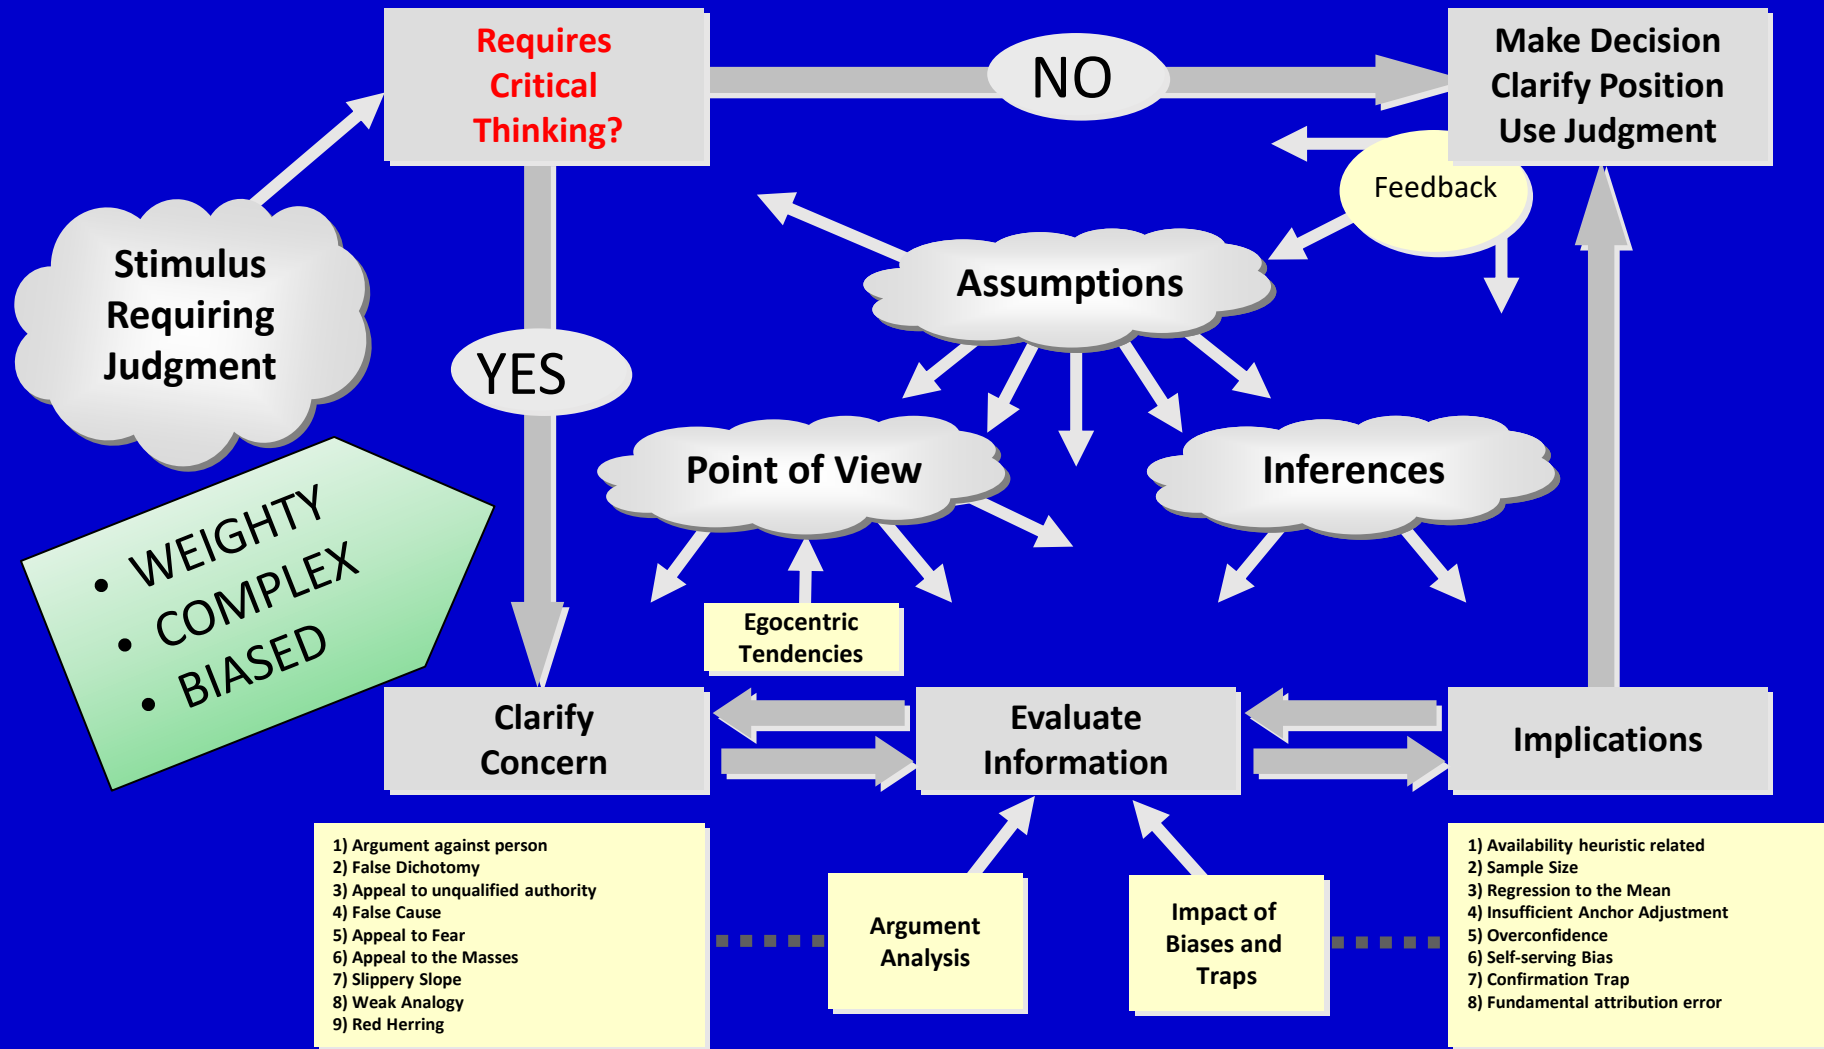 Requires
Critical
Thinking?
NO
Make Decision
Clarify Position
Use Judgment
Feedback
Stimulus
Requiring
Judgment
Assumptions
YES
Point of View
Inferences
• WEIGHTY
• COMPLEX
• BIASED
Egocentric
Tendencies
Clarify
Concern
Evaluate
Information
Implications
1) Argument against person
2) False Dichotomy
3) Appeal to unqualified authority
4) False Cause
5) Appeal to Fear
6) Appeal to the Masses
7) Slippery Slope
8) Weak Analogy
9) Red Herring
Argument
Analysis
Impact of
Biases and
Traps
1) Availability heuristic related
2) Sample Size
3) Regression to the Mean
4) Insufficient Anchor Adjustment
5) Overconfidence
6) Self-serving Bias
7) Confirmation Trap
8) Fundamental attribution error